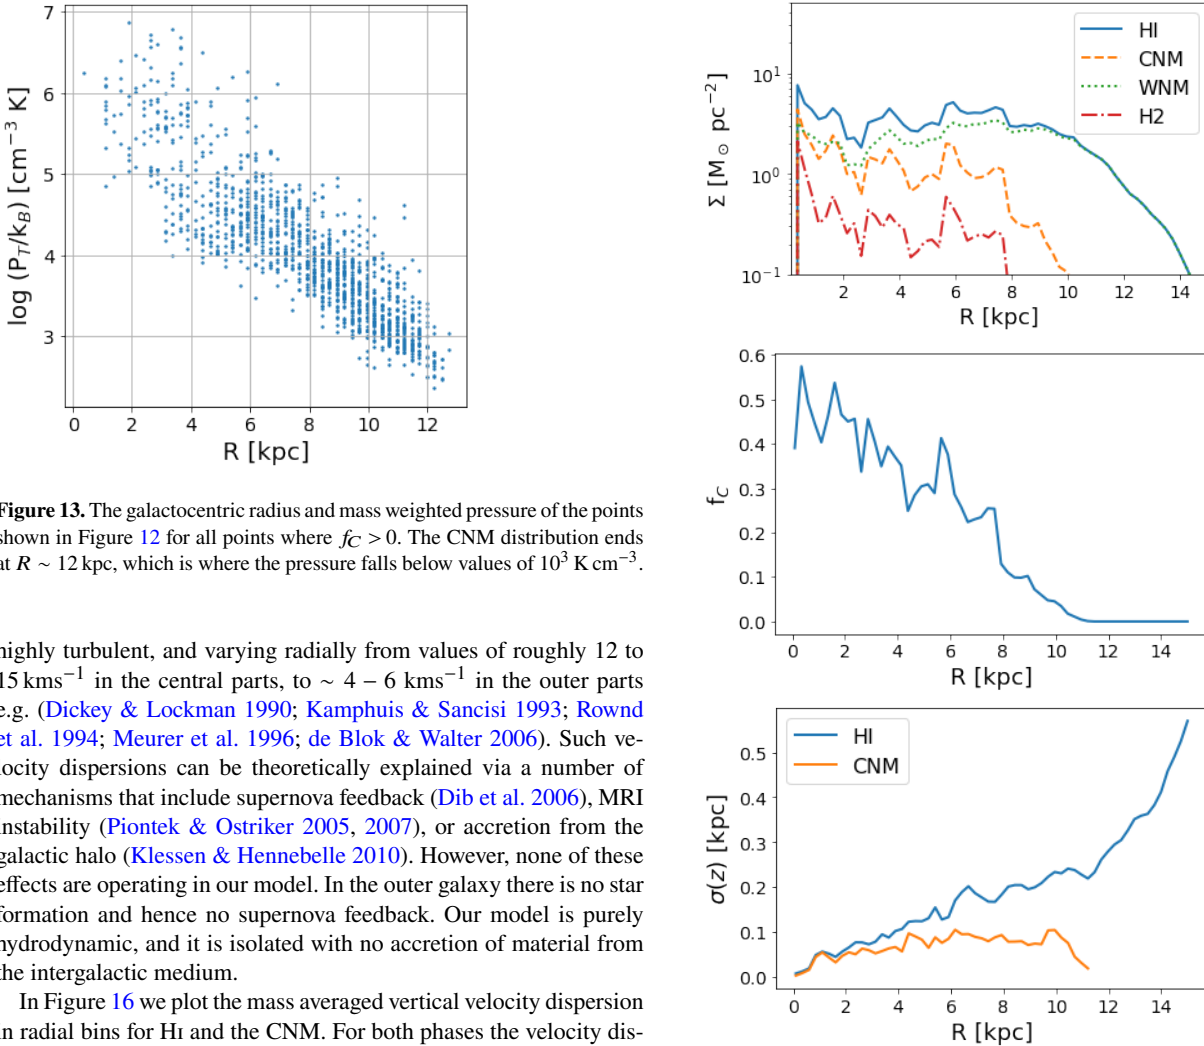 7
6
5
4
3
log (P_T/k_B) [cm⁻³ K]
0 2 4 6 8 10 12
R [kpc]
Figure 13. The galactocentric radius and mass weighted pressure of the points
shown in Figure 12 for all points where f_C > 0. The CNM distribution ends
at R ∼ 12 kpc, which is where the pressure falls below values of 10³ K cm⁻³.
highly turbulent, and varying radially from values of roughly 12 to
15 kms⁻¹ in the central parts, to ∼ 4 − 6 kms⁻¹ in the outer parts
e.g. (Dickey & Lockman 1990; Kamphuis & Sancisi 1993; Rownd
et al. 1994; Meurer et al. 1996; de Blok & Walter 2006). Such ve-
locity dispersions can be theoretically explained via a number of
mechanisms that include supernova feedback (Dib et al. 2006), MRI
instability (Piontek & Ostriker 2005, 2007), or accretion from the
galactic halo (Klessen & Hennebelle 2010). However, none of these
effects are operating in our model. In the outer galaxy there is no star
formation and hence no supernova feedback. Our model is purely
hydrodynamic, and it is isolated with no accretion of material from
the intergalactic medium.
In Figure 16 we plot the mass averaged vertical velocity dispersion
in radial bins for HI and the CNM. For both phases the velocity dis-
HI
CNM
WNM
H2
10¹
10⁰
10⁻¹
Σ [M⊙ pc⁻²]
2 4 6 8 10 12 14
R [kpc]
0.6
0.5
0.4
0.3
0.2
0.1
0.0
f_C
0 2 4 6 8 10 12 14
R [kpc]
HI
CNM
0.5
0.4
0.3
0.2
0.1
0.0
σ(z) [kpc]
0 2 4 6 8 10 12 14
R [kpc]